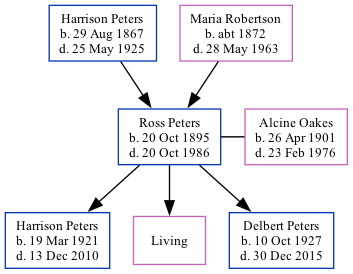 Harrison Peters
b. 29 Aug 1867
d. 25 May 1925
Maria Robertson
b. abt 1872
d. 28 May 1963
Ross Peters
b. 20 Oct 1895
d. 20 Oct 1986
Alcine Oakes
b. 26 Apr 1901
d. 23 Feb 1976
Harrison Peters
b. 19 Mar 1921
d. 13 Dec 2010
Living
Delbert Peters
b. 10 Oct 1927
d. 30 Dec 2015